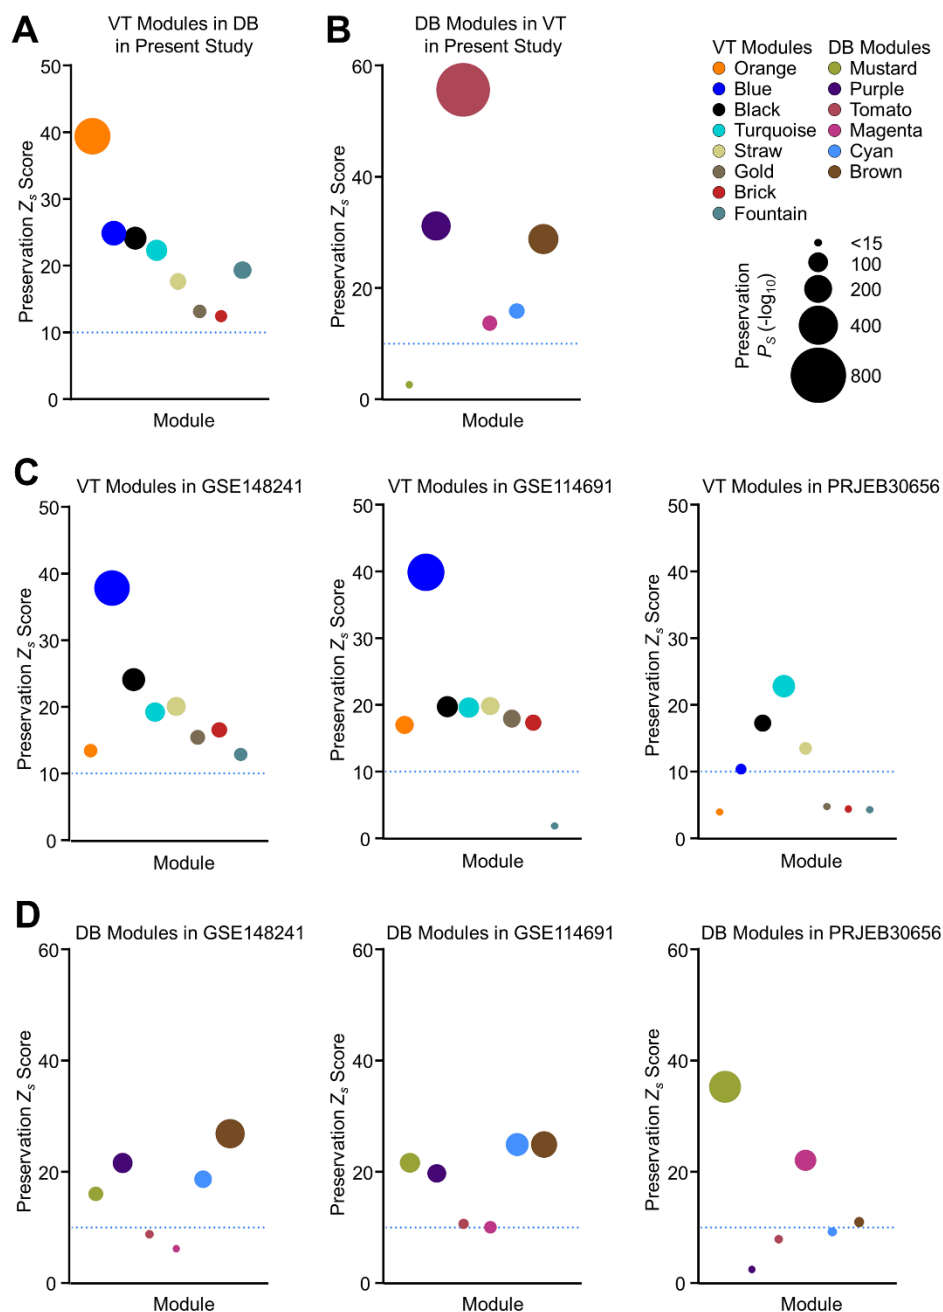 A
VT Modules in DB
in Present Study
Preservation Zs Score
50
40
30
20
10
0
Module
B
DB Modules in VT
in Present Study
Preservation Zs Score
60
40
20
0
Module
VT Modules
Orange
Blue
Black
Turquoise
Straw
Gold
Brick
Fountain
DB Modules
Mustard
Purple
Tomato
Magenta
Cyan
Brown
Preservation
PS (-log10)
<15
100
200
400
800
C
VT Modules in GSE148241
Preservation Zs Score
50
40
30
20
10
0
Module
VT Modules in GSE114691
Preservation Zs Score
50
40
30
20
10
0
Module
VT Modules in PRJEB30656
Preservation Zs Score
50
40
30
20
10
0
Module
D
DB Modules in GSE148241
Preservation Zs Score
60
40
20
0
Module
DB Modules in GSE114691
Preservation Zs Score
60
40
20
0
Module
DB Modules in PRJEB30656
Preservation Zs Score
60
40
20
0
Module